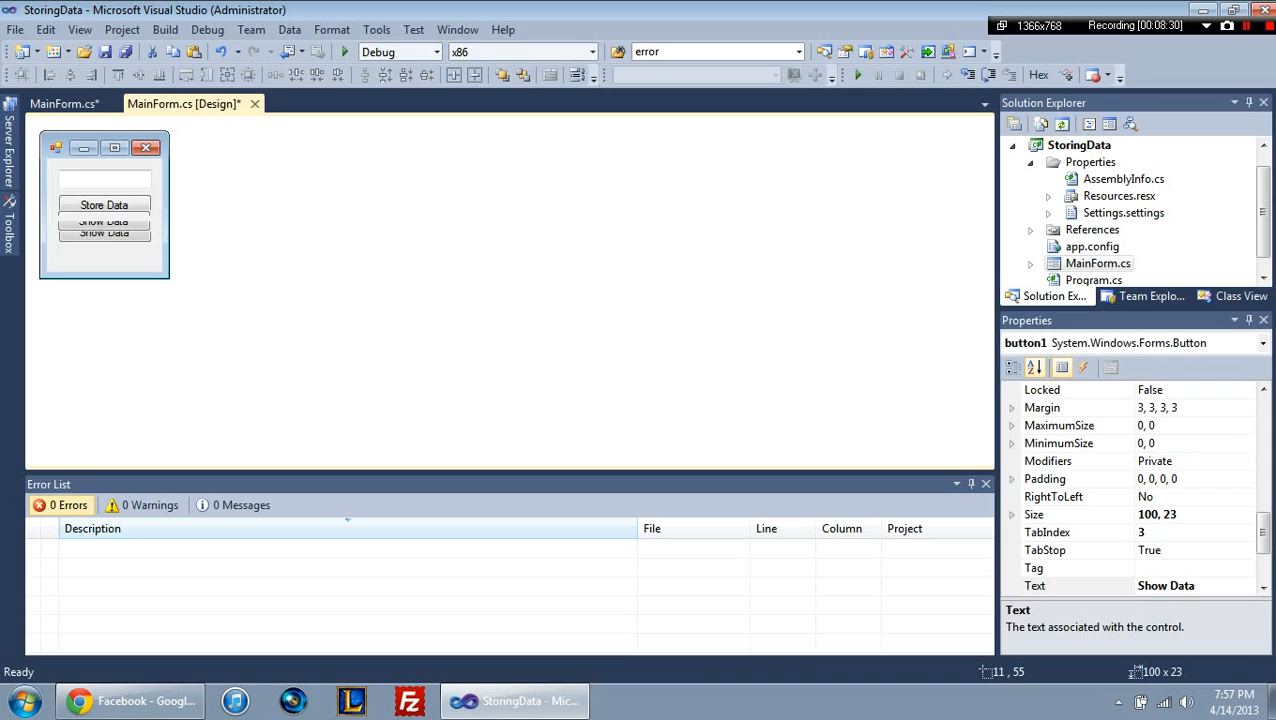 StoringData - Microsoft Visual Studio (Administrator)
File Edit View Project Build Debug Team Data Format Tools Test Window Help
1366x768 Recording [00:08:30]
Debug x86 error
Hex
MainForm.cs* MainForm.cs [Design]*
Server Explorer
Toolbox
Store Data
Show Data
Show Data
Solution Explorer
StoringData
Properties
AssemblyInfo.cs
Resources.resx
Settings.settings
References
app.config
MainForm.cs
Program.cs
Solution Ex... Team Explo... Class View
Properties
button1 System.Windows.Forms.Button
Locked False
Margin 3, 3, 3, 3
MaximumSize 0, 0
MinimumSize 0, 0
Modifiers Private
Padding 0, 0, 0, 0
RightToLeft No
Size 100, 23
TabIndex 3
TabStop True
Tag
Text Show Data
Text
The text associated with the control.
Error List
0 Errors 0 Warnings 0 Messages
Description File Line Column Project
Ready 11 , 55 100 x 23
Facebook - Googl... StoringData - Mic...
7:57 PM
4/14/2013